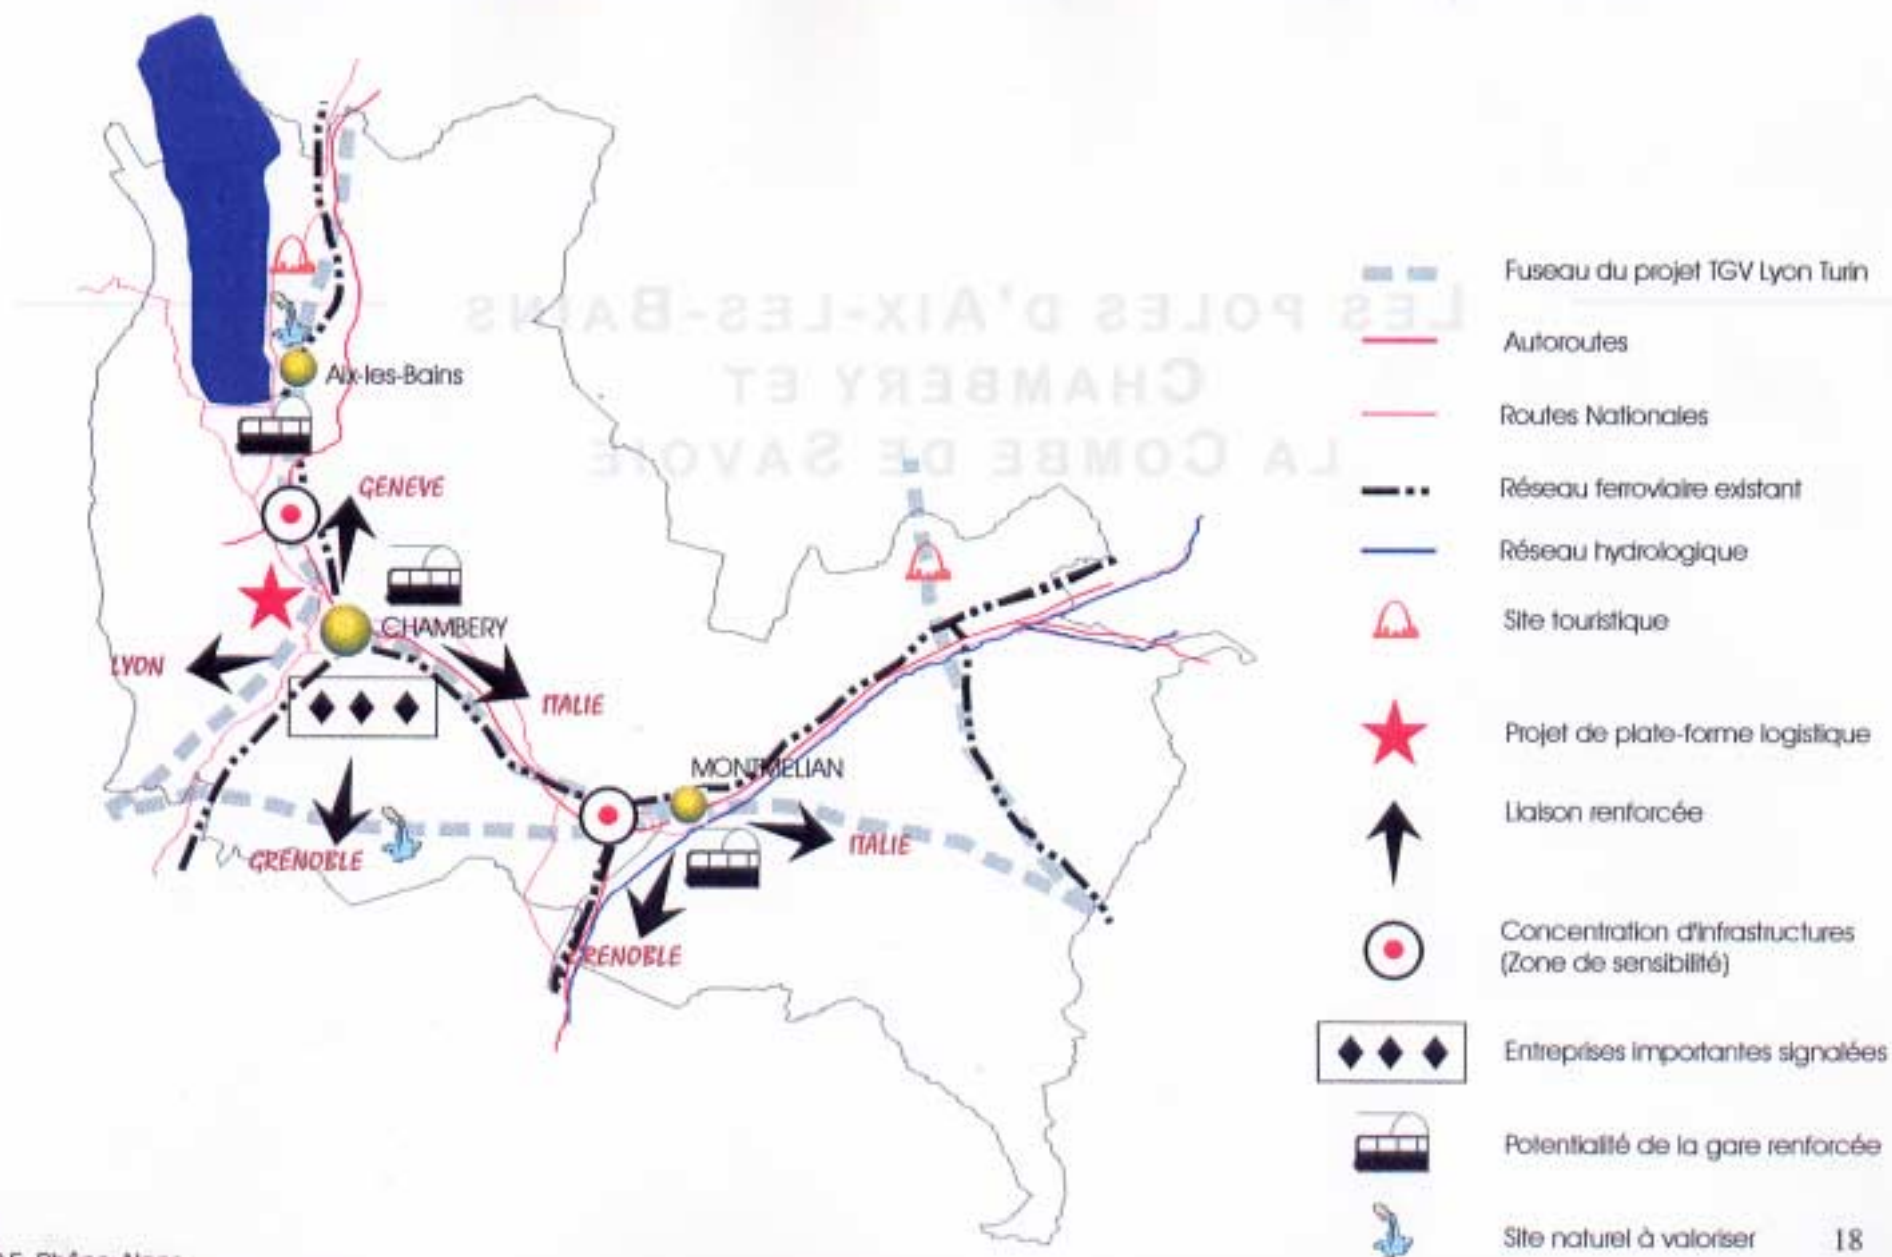 Aix-les-Bains
GENEVE
CHAMBERY
LYON
ITALIE
MONTMELIAN
GRENOBLE
ITALIE
GRENOBLE
LES POLES D'AIX-LES-BAINS
CHAMBERY ET
LA COMBE DE SAVOIE
Fuseau du projet TGV Lyon Turin
Autoroutes
Routes Nationales
Réseau ferroviaire existant
Réseau hydrologique
Site touristique
Projet de plate-forme logistique
Liaison renforcée
Concentration d'infrastructures
(Zone de sensibilité)
Entreprises importantes signalées
Potentialité de la gare renforcée
Site naturel à valoriser
18